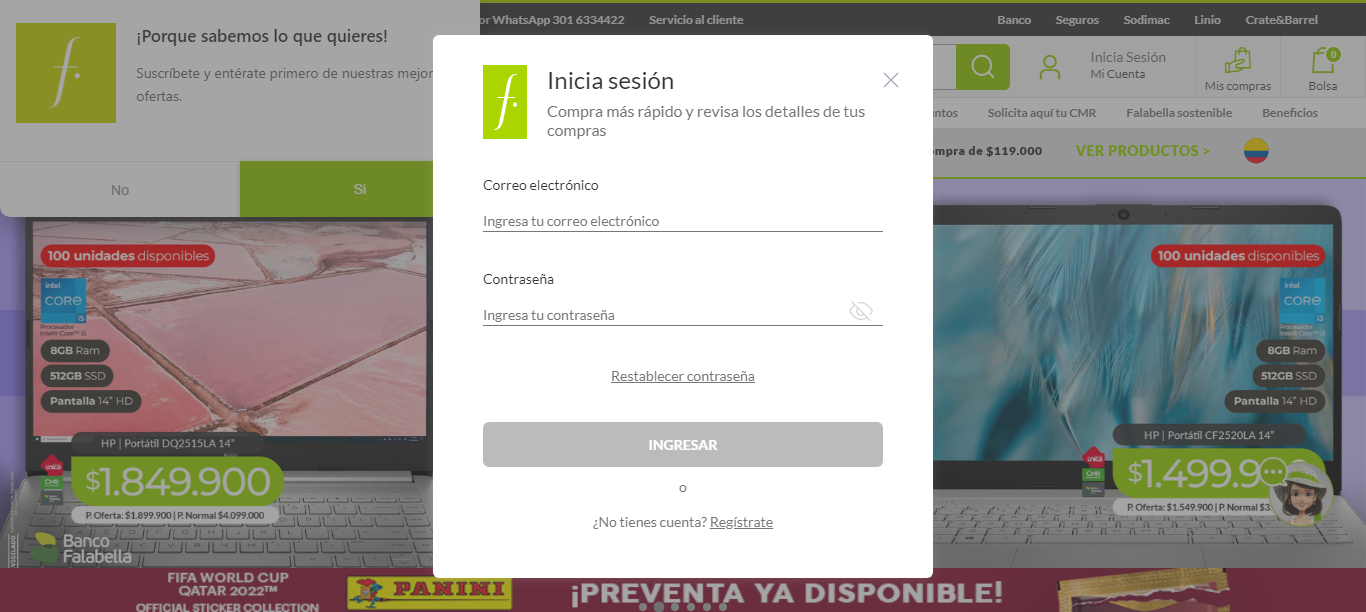 or WhatsApp 301 6334422
Servicio al cliente
Banco
Seguros
Sodimac
Linio
Crate&Barrel
¡Porque sabemos lo que quieres!
Suscríbete y entérate primero de nuestras mejor
ofertas.
No
Si
Inicia Sesión
Mi Cuenta
Mis compras
0
Bolsa
ntos
Solicita aquí tu CMR
Falabella sostenible
Beneficios
mpra de $119.000
VER PRODUCTOS >
f.
Inicia sesión
Compra más rápido y revisa los detalles de tus
compras
Correo electrónico
Ingresa tu correo electrónico
Contraseña
Ingresa tu contraseña
Restablecer contraseña
INGRESAR
o
¿No tienes cuenta? Regístrate
100 unidades disponibles
intel
CORE
i5
Procesador
Intel® Core™ i5
8GB Ram
512GB SSD
Pantalla 14" HD
HP | Portátil DQ2515LA 14"
única
CMR
$1.849.900
P. Oferta: $1.899.900 | P. Normal $4.099.000
VIGILADO
Banco
Falabella
100 unidades disponibles
intel
CORE
i3
Procesador
Intel® Core™ i3
8GB Ram
512GB SSD
Pantalla 14" HD
HP | Portátil CF2520LA 14"
única
CMR
$1.499.9
P. Oferta: $1.549.900 | P. Normal $3.
FIFA WORLD CUP
QATAR 2022™
OFFICIAL STICKER COLLECTION
PANINI
¡PREVENTA YA DISPONIBLE!